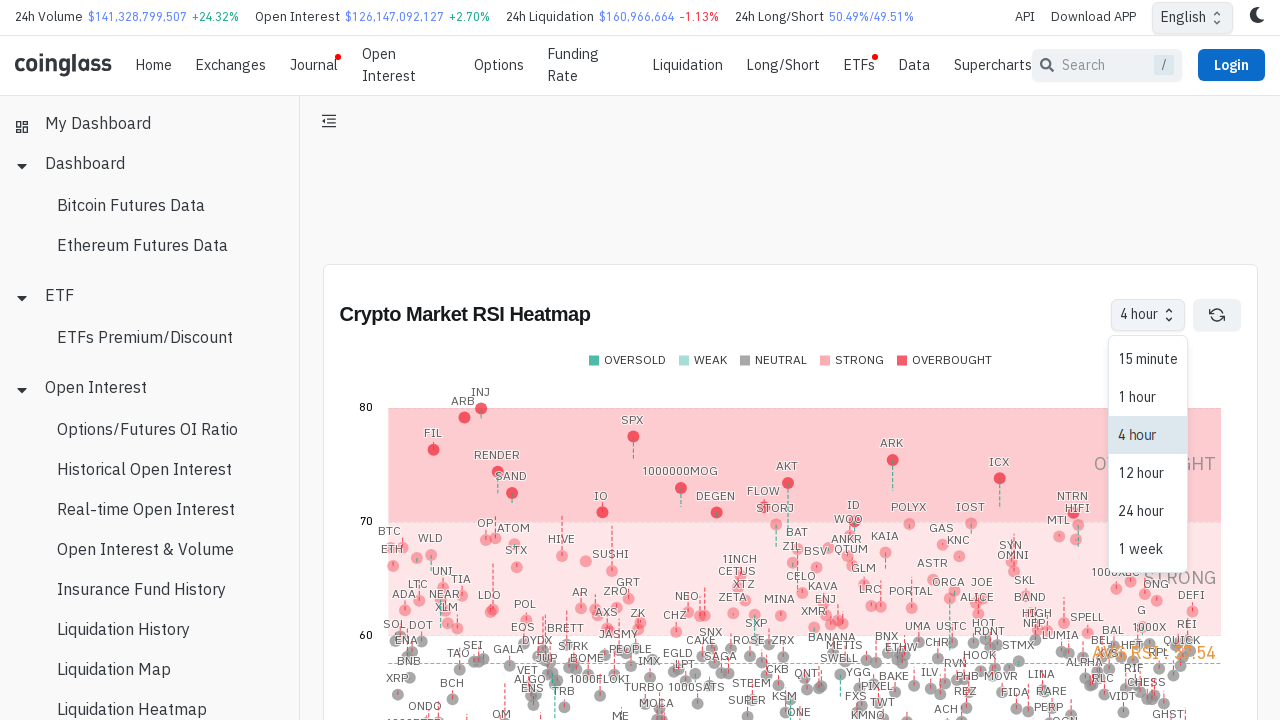 24h Volume $141,328,799,507 +24.32% Open Interest $126,147,092,127 +2.70% 24h Liquidation $160,966,664 -1.13% 24h Long/Short 50.49%/49.51% API Download APP English
coinglass Home Exchanges Journal Open Interest Options Funding Rate Liquidation Long/Short ETFs Data Supercharts Search / Login
My Dashboard
Dashboard
Bitcoin Futures Data
Ethereum Futures Data
ETF
ETFs Premium/Discount
Open Interest
Options/Futures OI Ratio
Historical Open Interest
Real-time Open Interest
Open Interest & Volume
Insurance Fund History
Liquidation History
Liquidation Map
Liquidation Heatmap
Crypto Market RSI Heatmap
4 hour
15 minute
1 hour
4 hour
12 hour
24 hour
1 week
OVERSOLD WEAK NEUTRAL STRONG OVERBOUGHT
80
INJ
ARB
SPX
FIL
ARK
RENDER
AKT
ICX
1000000MOG
SAND
IO
DEGEN
FLOW
NTRN
70
STORJ
ID
POLYX
IOST
HIFI
WOO
MTL
BTC
OP
ATOM
BAT
GAS
WLD
HIVE
ANKR
KAIA
KNC
ETH
STX
SUSHI
ZIL
BSV
QTUM
SYN
OMNI
1INCH
ASTR
UNI
CETUS
GLM
TIA
CELO
LTC
GRT
XTZ
KAVA
ORCA
JOE
SKL
STRONG
ONG
ADA
NEAR
LDO
AR
ZRO
NEO
ZETA
MINA
ENJ
LRC
PORTAL
ALICE
BAND
DEFI
XLM
POL
AXS
ZK
CHZ
XMR
HIGH
G
SOL
DOT
EOS
BRETT
SXP
UMA
USTC
HOT
NFP
SPELL
1000X
REI
60
JASMY
SNX
BANANA
BNX
RDNT
LUMIA
BAL
ENA
DYDX
CAKE
ROSE
ZRX
METIS
CHR
STMX
BEL
QUICK
SEI
GALA
STRK
PEOPLE
EGLD
SAGA
ETHW
HOOK
BNB
TAO
JUP
BOME
IMX
LPT
CKB
SWELL
RVN
ALPHA
RIF
XRP
BCH
VET
ALGO
1000FLOKI
STEEM
QNT
YGG
BAKE
ILV
PHB
MOVR
LINA
RLC
CHESS
ENS
TRB
TURBO
1000SATS
SUPER
KSM
PIXEL
FXS
TWT
REZ
FIDA
RARE
VIDT
ONDO
OM
ME
MOCA
KMNO
ACH
PERP
GHST